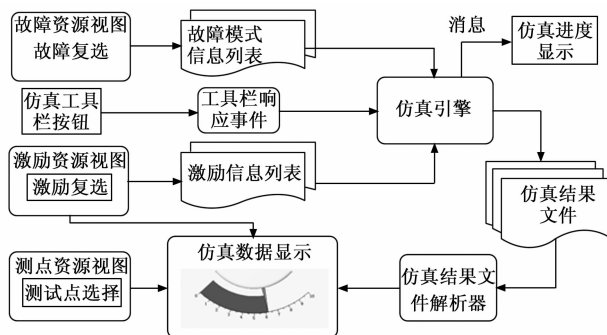 故障资源视图
故障复选
故障模式
信息列表
消息
仿真进度
显示
仿真工具
栏按钮
工具栏响
应事件
仿真引擎
激励资源视图
激励复选
激励信息列表
仿真结果
文件
测点资源视图
测试点选择
仿真数据显示
仿真结果文
件解析器